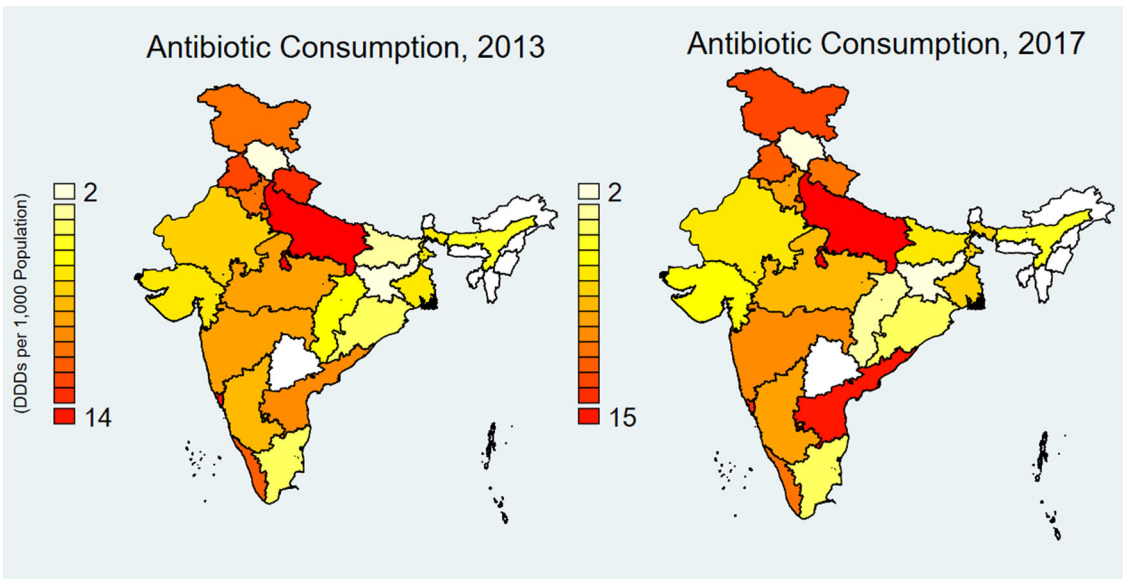 Antibiotic Consumption, 2013
Antibiotic Consumption, 2017
(DDDs per 1,000 Population)
2
14
2
15